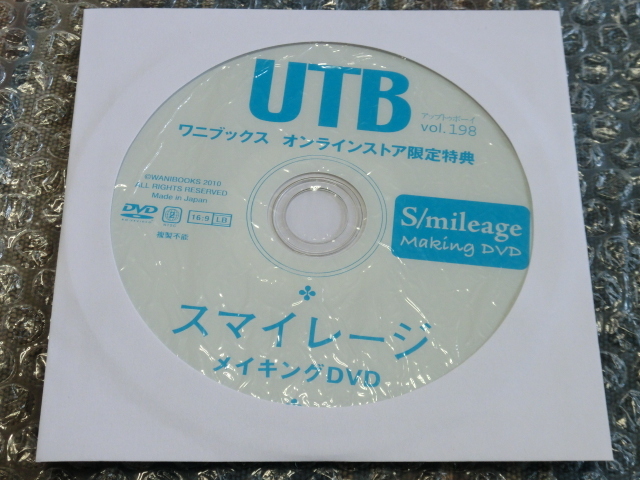 UTB
アップトゥボーイ
vol.198
ワニブックス オンラインストア限定特典
©WANIBOOKS 2010
ALL RIGHTS RESERVED
Made in Japan
DVD
2
16:9 LB
複製不能
S/mileage
Making DVD
スマイレージ
メイキングDVD